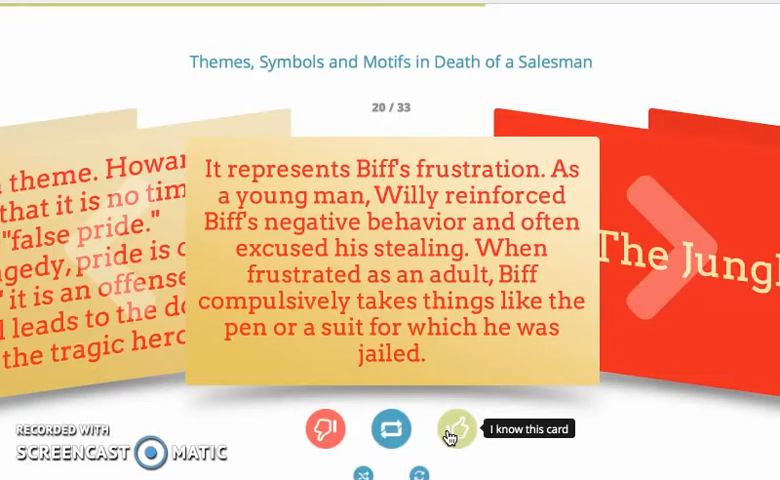 Themes, Symbols and Motifs in Death of a Salesman
20 / 33
theme. Howar
that it is no tim
"false pride."
gedy, pride is
it is an offense
leads to the do
the tragic hero
It represents Biff's frustration. As
a young man, Willy reinforced
Biff's negative behavior and often
excused his stealing. When
frustrated as an adult, Biff
compulsively takes things like the
pen or a suit for which he was
jailed.
The Jungl
I know this card
RECORDED WITH
SCREENCAST MATIC